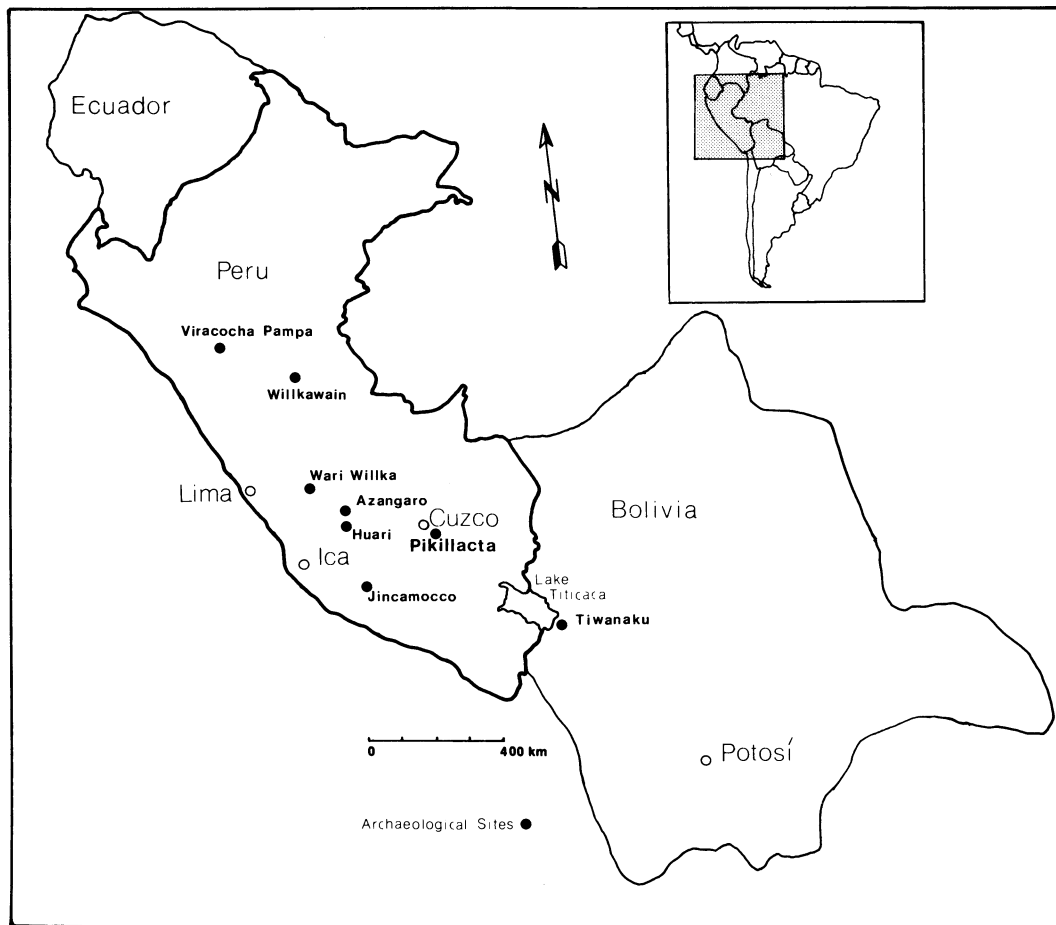 Ecuador
N
Peru
Viracocha Pampa
Willkawain
Wari Willka
Lima
Azangaro
Cuzco
Huari
Pikillacta
Bolivia
Ica
Jincamocco
Lake
Titicaca
Tiwanaku
0 400 km
Potosí
Archaeological Sites